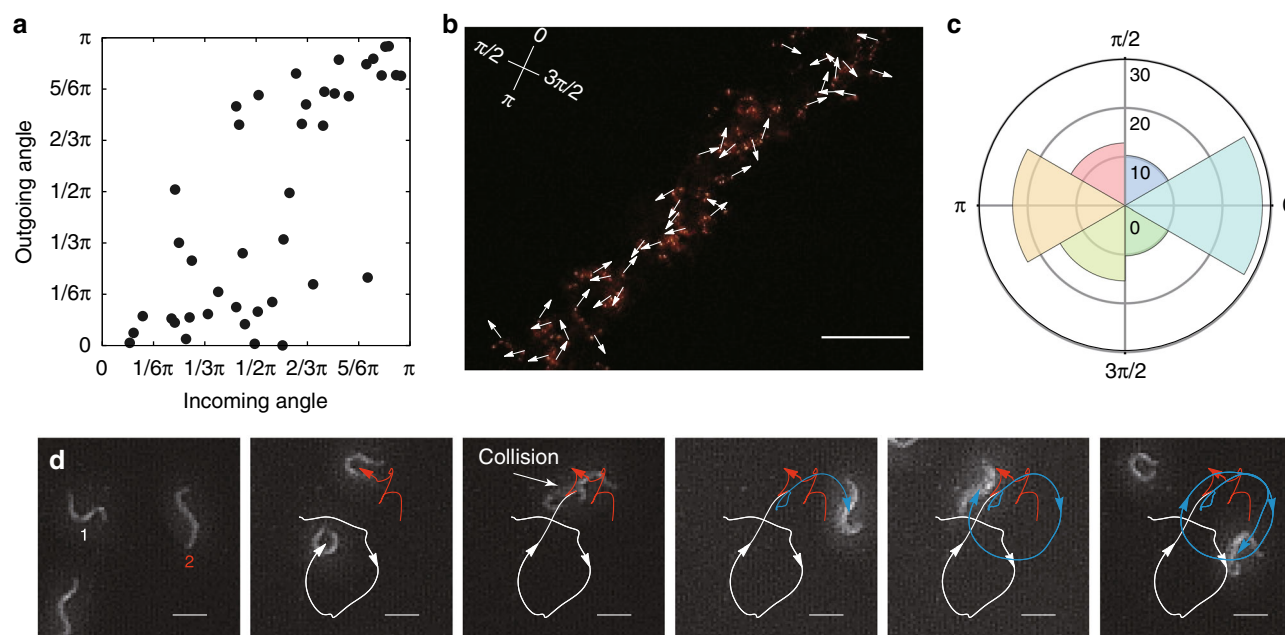 a
π
5/6π
2/3π
1/2π
1/3π
1/6π
0
Outgoing angle
0 1/6π 1/3π 1/2π 2/3π 5/6π π
Incoming angle
b
0
π/2
3π/2
π
c
π/2
30
20
10
0
π
3π/2
d
1
2
Collision